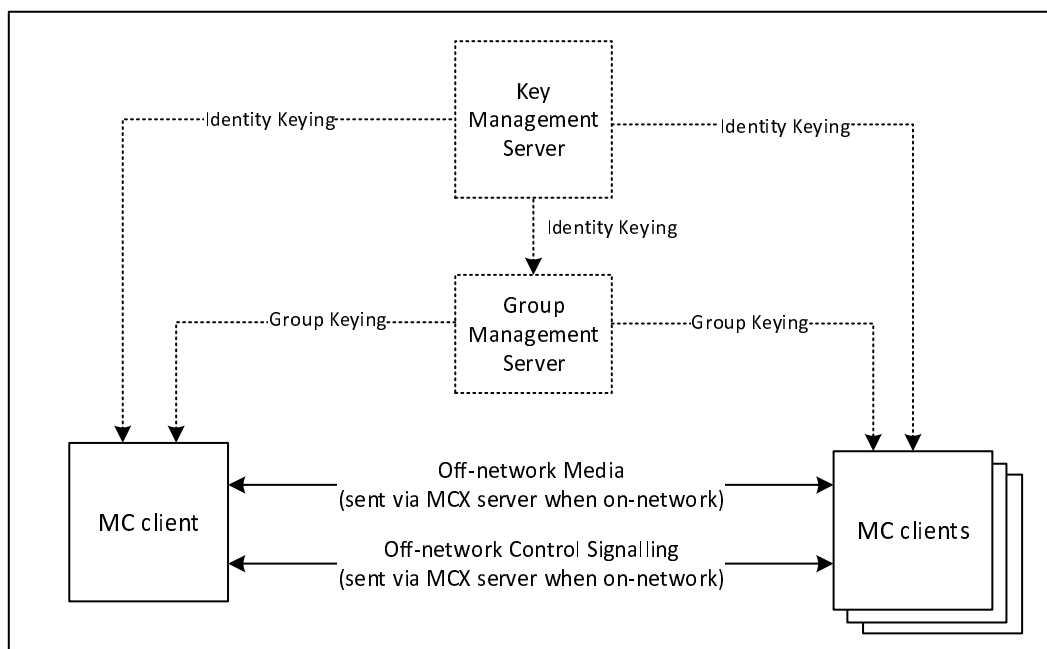 Key
Management
Server
Identity Keying
Identity Keying
Identity Keying
Group
Management
Server
Group Keying
Group Keying
MC client
Off-network Media
(sent via MCX server when on-network)
Off-network Control Signalling
(sent via MCX server when on-network)
MC clients